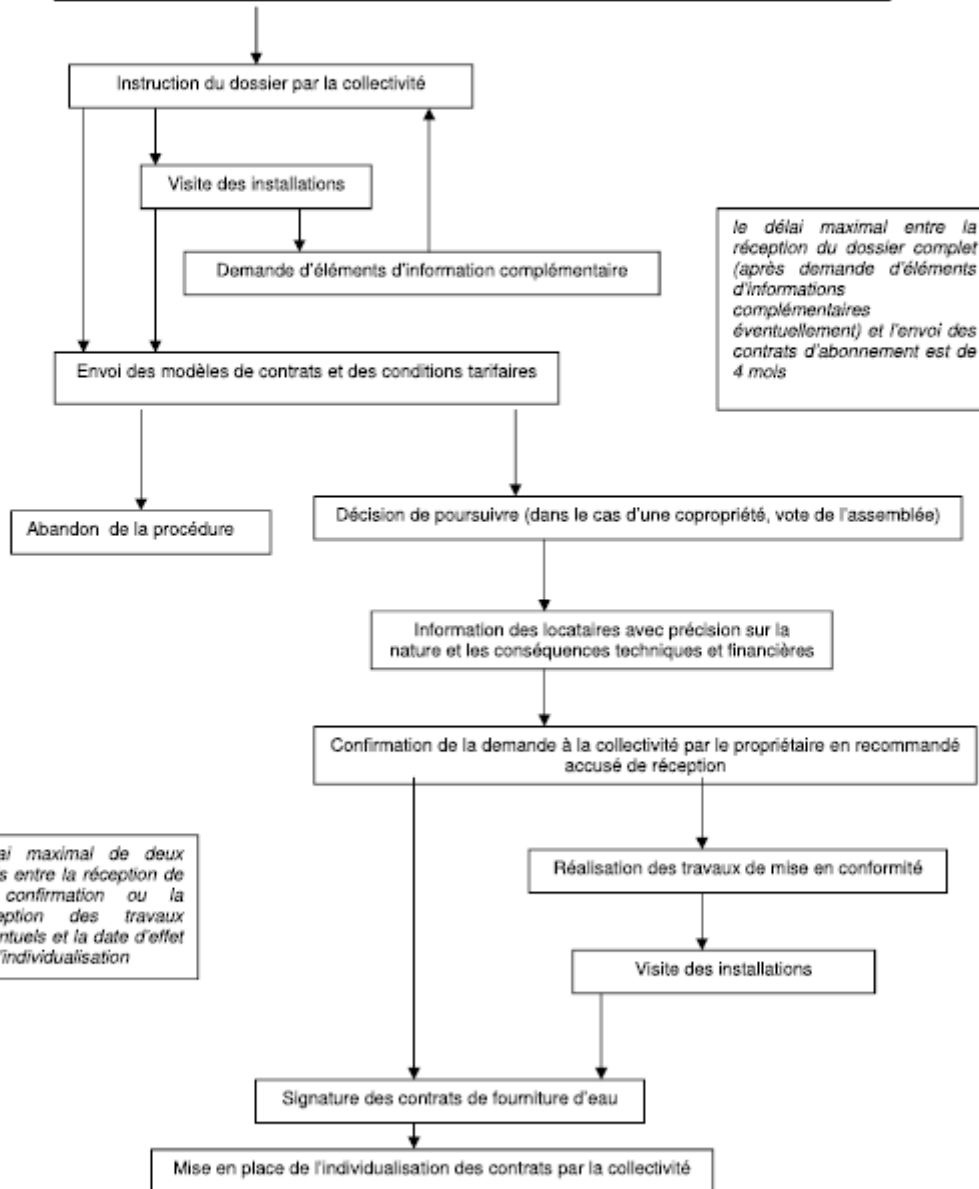 Instruction du dossier par la collectivité
Visite des installations
Demande d'éléments d'information complémentaire
le délai maximal entre la
réception du dossier complet
(après demande d'éléments
d'informations
complémentaires
éventuellement) et l'envoi des
contrats d'abonnement est de
4 mois
Envoi des modèles de contrats et des conditions tarifaires
Abandon de la procédure
Décision de poursuivre (dans le cas d'une copropriété, vote de l'assemblée)
Information des locataires avec précision sur la
nature et les conséquences techniques et financières
Confirmation de la demande à la collectivité par le propriétaire en recommandé
accusé de réception
maximal de deux
entre la réception de
confirmation ou la
des travaux
et la date d'effet
l'individualisation
Réalisation des travaux de mise en conformité
Visite des installations
Signature des contrats de fourniture d'eau
Mise en place de l'individualisation des contrats par la collectivité